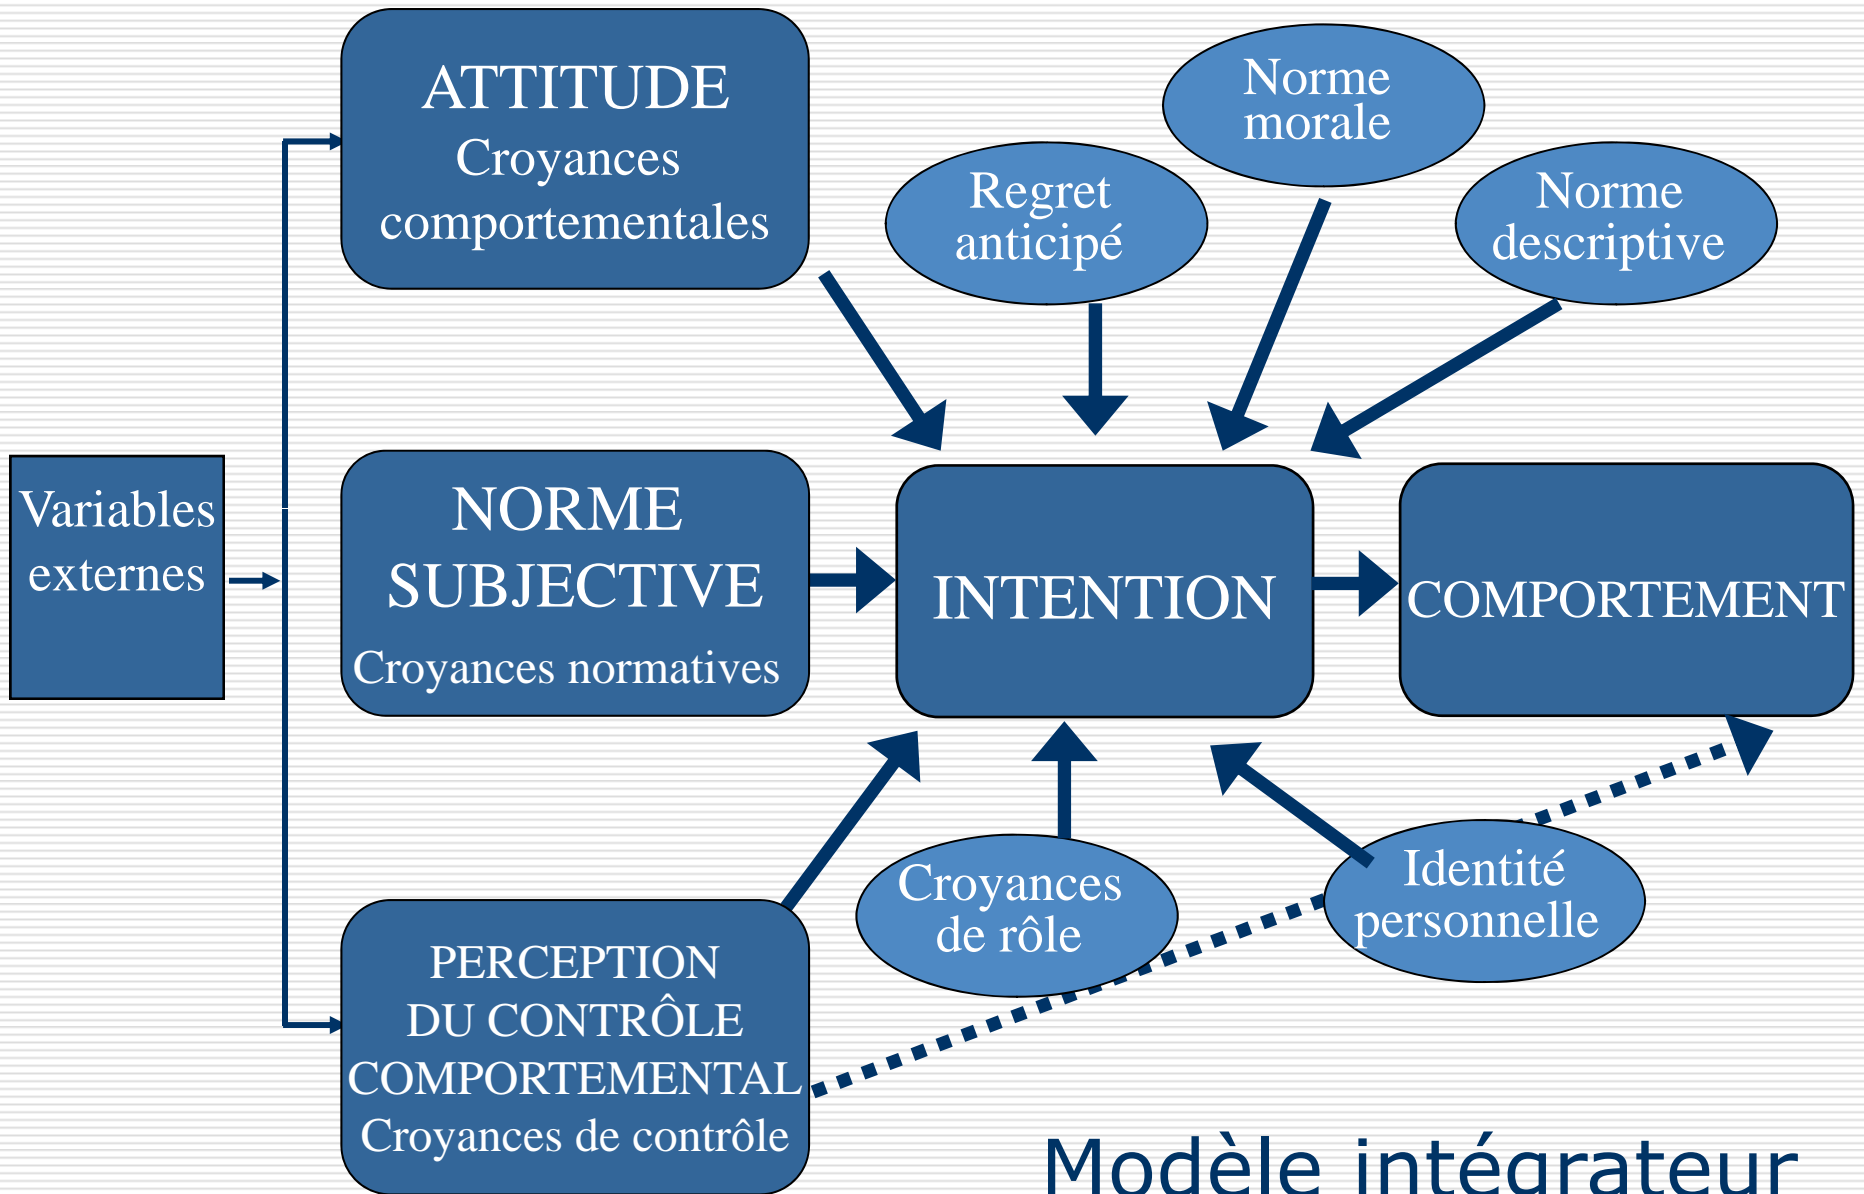 ATTITUDE
Croyances
comportementales
Norme
morale
Regret
anticipé
Norme
descriptive
Variables
externes
NORME
SUBJECTIVE
Croyances normatives
INTENTION
COMPORTEMENT
PERCEPTION
DU CONTRÔLE
COMPORTEMENTAL
Croyances de contrôle
Croyances
de rôle
Identité
personnelle
Modèle intégrateur